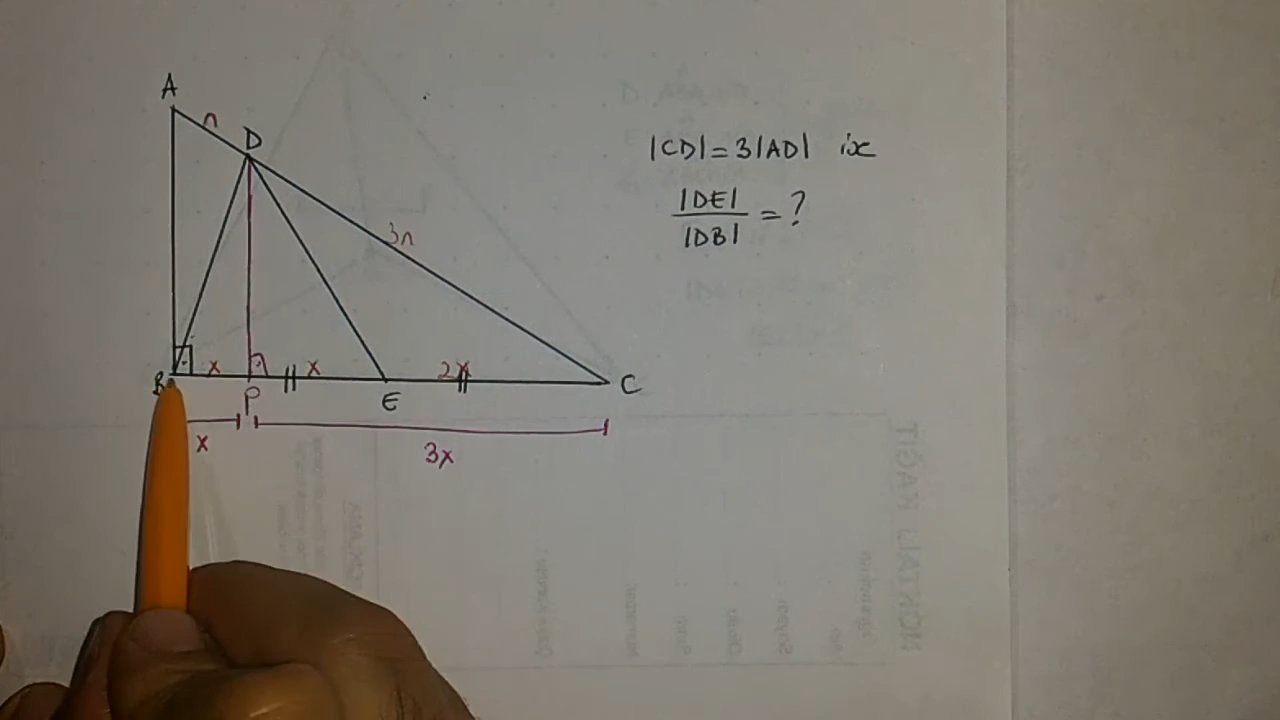 A
n
D
|CD| = 3|AD| ise
3n
|DE|
|DB|
= ?
x
x
2x
B
P
E
C
x
3x